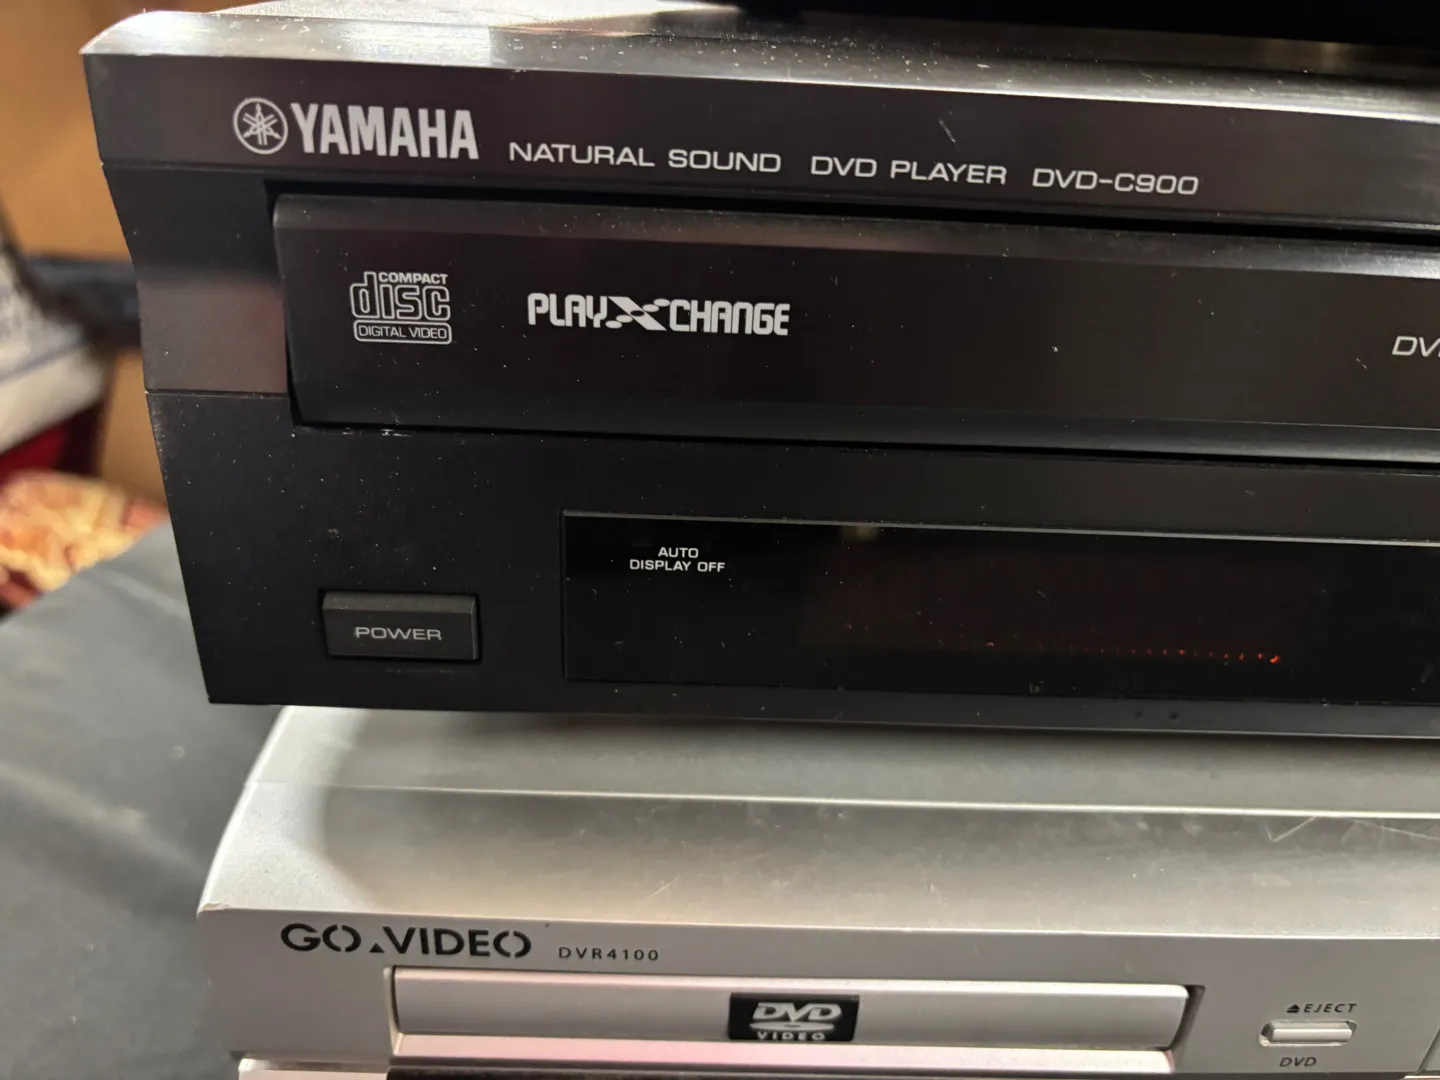 YAMAHA NATURAL SOUND DVD PLAYER DVD-C900
COMPACT
disc
DIGITAL VIDEO
PLAYXCHANGE
AUTO
DISPLAY OFF
POWER
GO.VIDEO DVR4100
DVD
VIDEO
EJECT
DVD